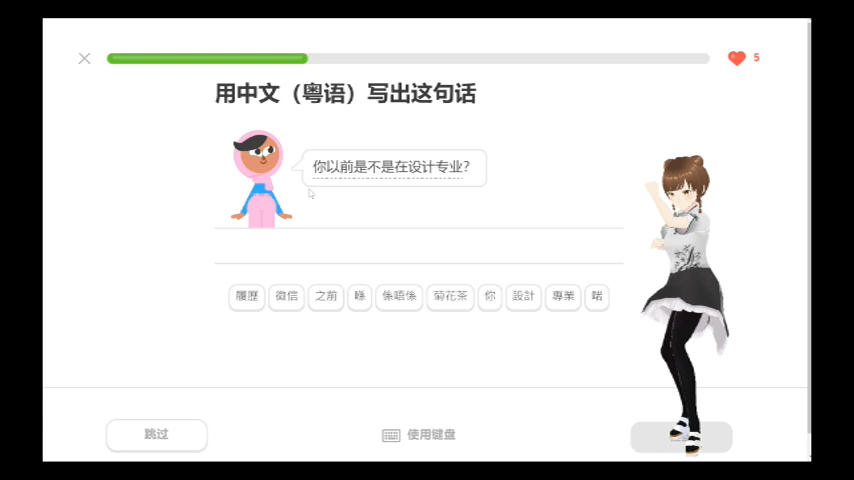 5
用中文（粤语）写出这句话
你以前是不是在设计专业?
履歷 微信 之前 喺 係唔係 菊花茶 你 設計 專業 啱
跳过 使用键盘